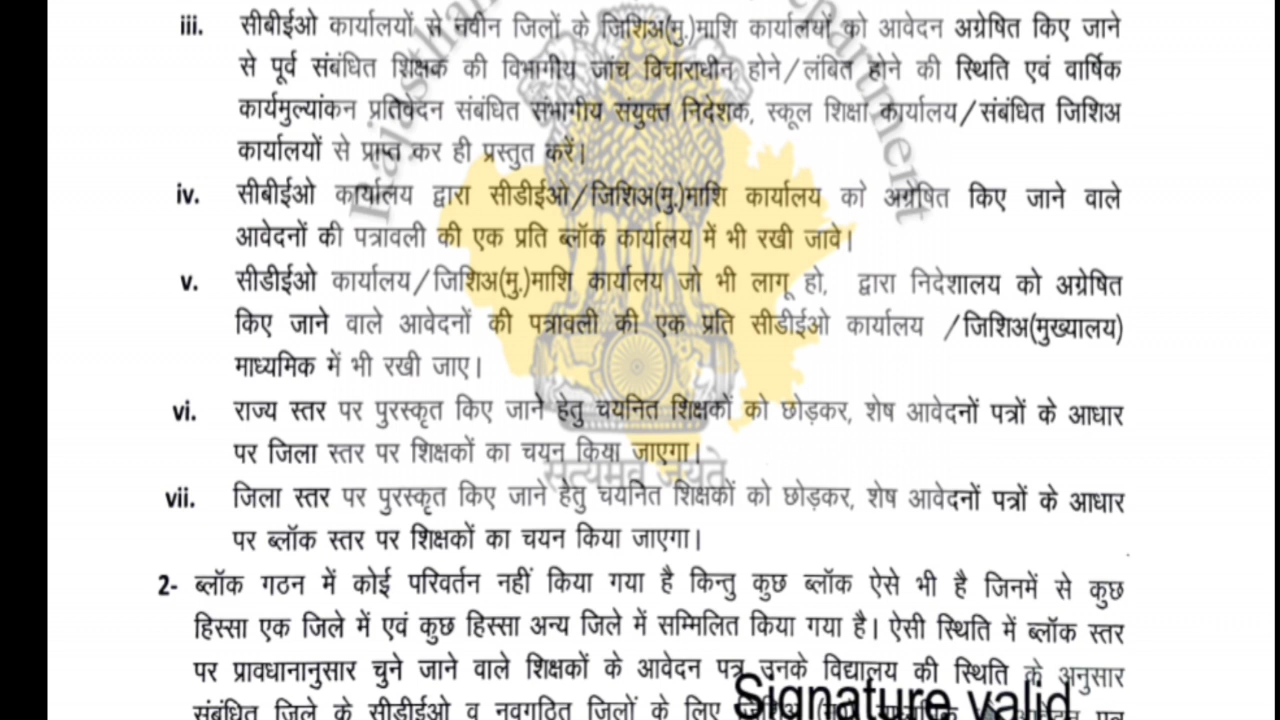 iii. सीबीईओ कार्यालयों से नवीन जिलों के जिशिअ(मु.)माशि कार्यालयों को आवेदन अग्रेषित किए जाने
से पूर्व संबंधित शिक्षक की विभागीय जॉच विचाराधीन होने/लंबित होने की स्थिति एवं वार्षिक
कार्यमुल्यांकन प्रतिवेदन संबंधित संभागीय संयुक्त निदेशक, स्कूल शिक्षा कार्यालय/संबंधित जिशिअ
कार्यालयों से प्राप्त कर ही प्रस्तुत करें।
iv. सीबीईओ कार्यालय द्वारा सीडीईओ/जिशिअ(मु.)माशि कार्यालय को अग्रेषित किए जाने वाले
आवेदनों की पत्रावली की एक प्रति ब्लॉक कार्यालय में भी रखी जावे।
v. सीडीईओ कार्यालय/जिशिअ(मु.)माशि कार्यालय जो भी लागू हो, द्वारा निदेशालय को अग्रेषित
किए जाने वाले आवेदनों की पत्रावली की एक प्रति सीडीईओ कार्यालय /जिशिअ(मुख्यालय)
माध्यमिक में भी रखी जाए।
vi. राज्य स्तर पर पुरस्कृत किए जाने हेतु चयनित शिक्षकों को छोड़कर, शेष आवेदनों पत्रों के आधार
पर जिला स्तर पर शिक्षकों का चयन किया जाएगा।
सत्यमेव जयते
vii. जिला स्तर पर पुरस्कृत किए जाने हेतु चयनित शिक्षकों को छोड़कर, शेष आवेदनों पत्रों के आधार
पर ब्लॉक स्तर पर शिक्षकों का चयन किया जाएगा।
2- ब्लॉक गठन में कोई परिवर्तन नहीं किया गया है किन्तु कुछ ब्लॉक ऐसे भी है जिनमें से कुछ
हिस्सा एक जिले में एवं कुछ हिस्सा अन्य जिले में सम्मिलित किया गया है। ऐसी स्थिति में ब्लॉक स्तर
पर प्रावधानानुसार चुने जाने वाले शिक्षकों के आवेदन पत्र उनके विद्यालय की स्थिति के अनुसार
संबंधित जिले के सीडीईओ व नवगठित जिलों के लिए
Signature valid